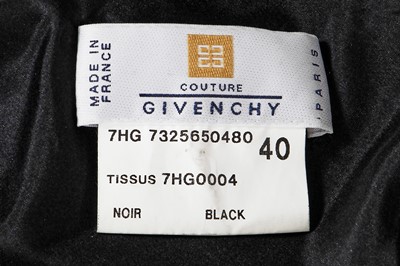 MADE IN
FRANCE
COUTURE
GIVENCHY
PARIS
7HG 7325650480 40
TISSUS 7HG0004
NOIR BLACK